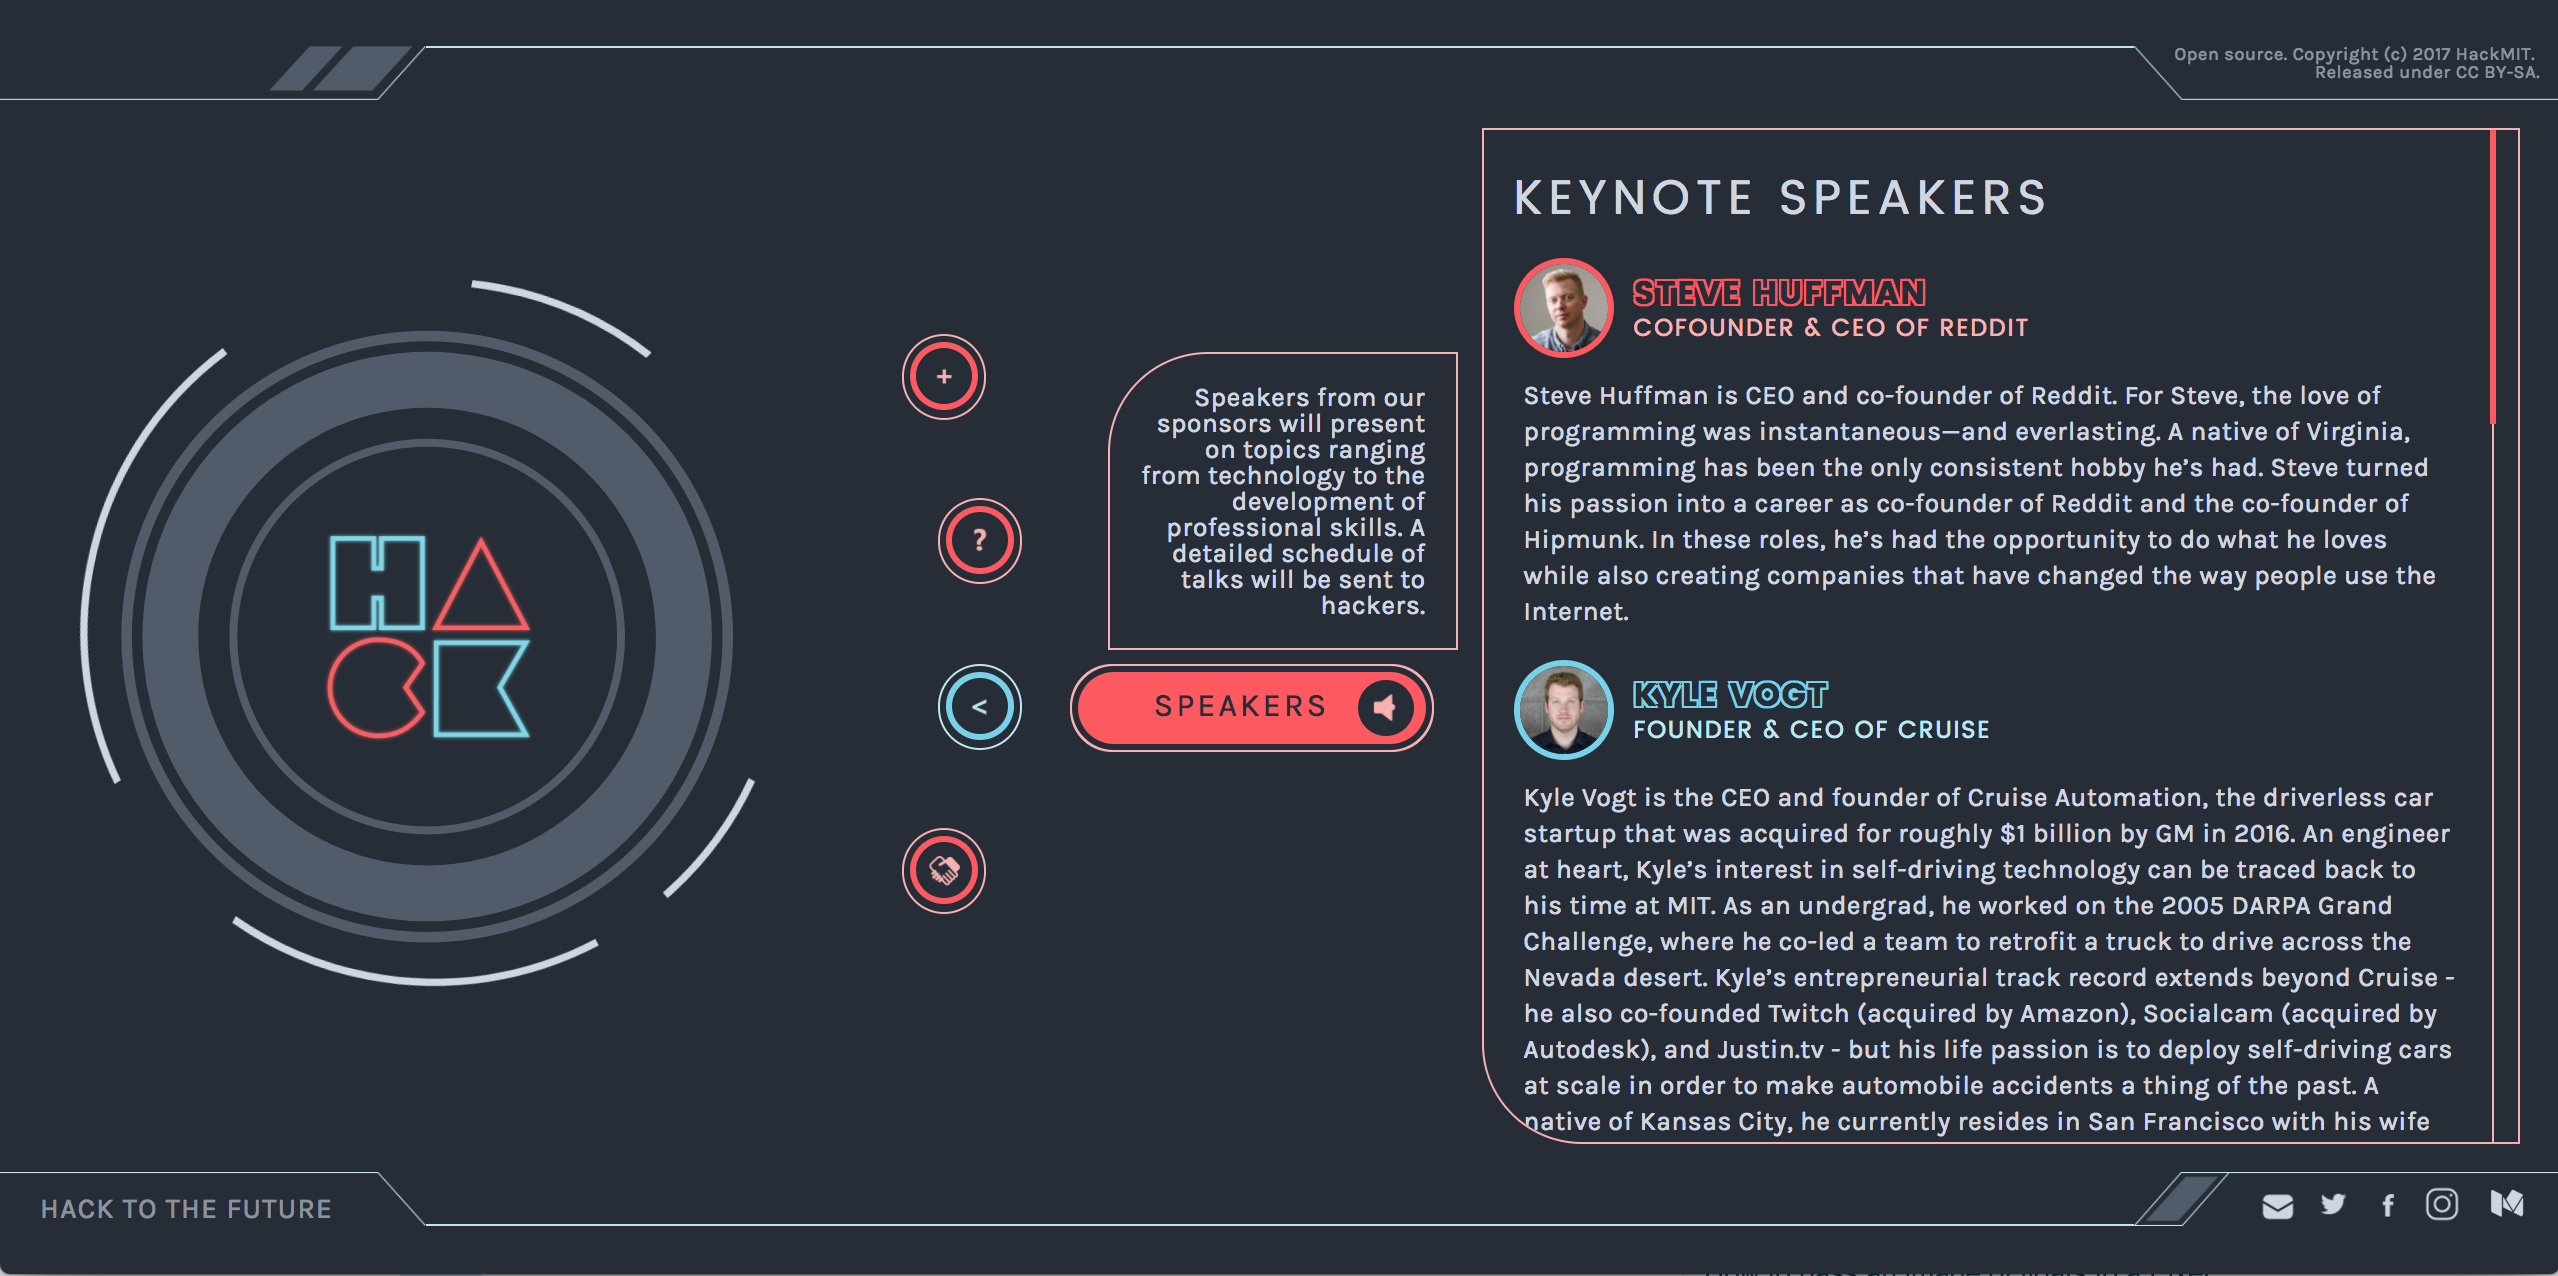 Open source. Copyright (c) 2017 HackMIT.
Released under CC BY-SA.
HACK
+
?
<
Speakers from our
sponsors will present
on topics ranging
from technology to the
development of
professional skills. A
detailed schedule of
talks will be sent to
hackers.
SPEAKERS
KEYNOTE SPEAKERS
STEVE HUFFMAN
COFOUNDER & CEO OF REDDIT
Steve Huffman is CEO and co-founder of Reddit. For Steve, the love of
programming was instantaneous—and everlasting. A native of Virginia,
programming has been the only consistent hobby he’s had. Steve turned
his passion into a career as co-founder of Reddit and the co-founder of
Hipmunk. In these roles, he’s had the opportunity to do what he loves
while also creating companies that have changed the way people use the
Internet.
KYLE VOGT
FOUNDER & CEO OF CRUISE
Kyle Vogt is the CEO and founder of Cruise Automation, the driverless car
startup that was acquired for roughly $1 billion by GM in 2016. An engineer
at heart, Kyle’s interest in self-driving technology can be traced back to
his time at MIT. As an undergrad, he worked on the 2005 DARPA Grand
Challenge, where he co-led a team to retrofit a truck to drive across the
Nevada desert. Kyle’s entrepreneurial track record extends beyond Cruise -
he also co-founded Twitch (acquired by Amazon), Socialcam (acquired by
Autodesk), and Justin.tv - but his life passion is to deploy self-driving cars
at scale in order to make automobile accidents a thing of the past. A
native of Kansas City, he currently resides in San Francisco with his wife
HACK TO THE FUTURE